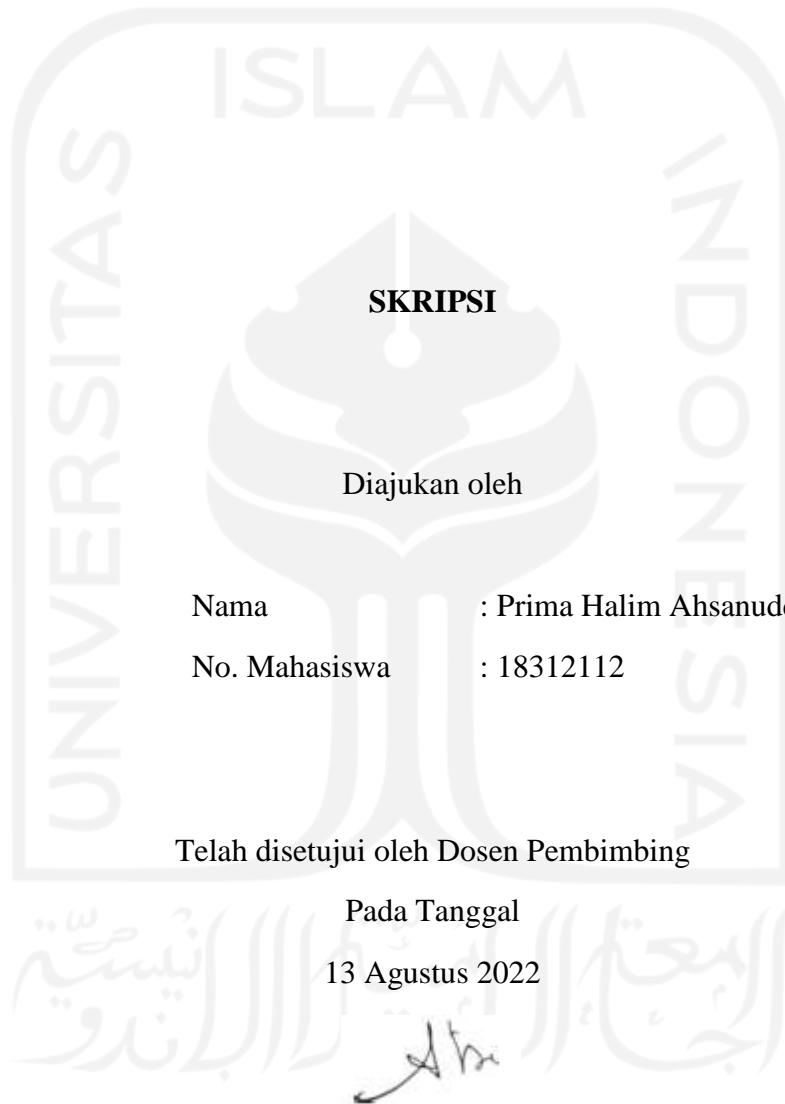 ISLAM
UNIVERSITAS
INDONESIA
SKRIPSI
Diajukan oleh
Nama : Prima Halim
No. Mahasiswa : 18312112
Telah disetujui oleh Dosen Pembimbing
Pada Tanggal
13 Agustus 2022